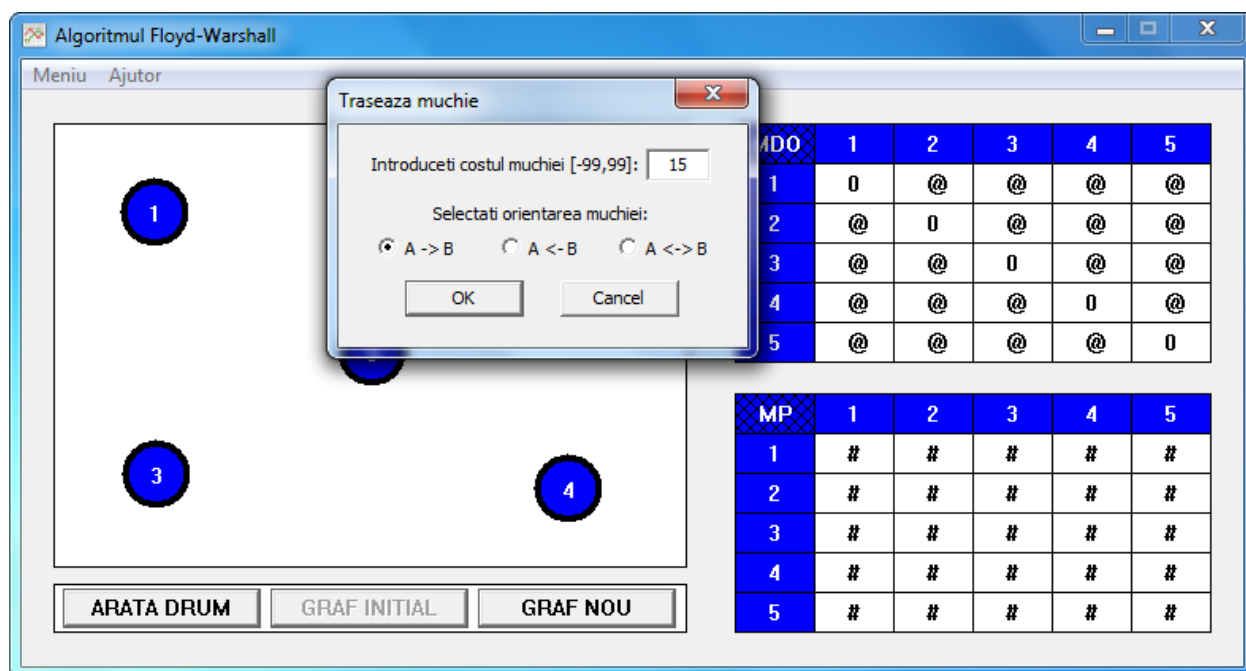 Algoritmul Floyd-Warshall
Meniu Ajutor
Traseaza muchie
Introduceti costul muchiei [-99,99]: 15
Selectati orientarea muchiei:
A -> B A <- B A <-> B
OK Cancel
1
3
4
MDO 1 2 3 4 5
1 0 @ @ @ @
2 @ 0 @ @ @
3 @ @ 0 @ @
4 @ @ @ 0 @
5 @ @ @ @ 0
MP 1 2 3 4 5
1 # # # # #
2 # # # # #
3 # # # # #
4 # # # # #
5 # # # # #
ARATA DRUM GRAF INITIAL GRAF NOU